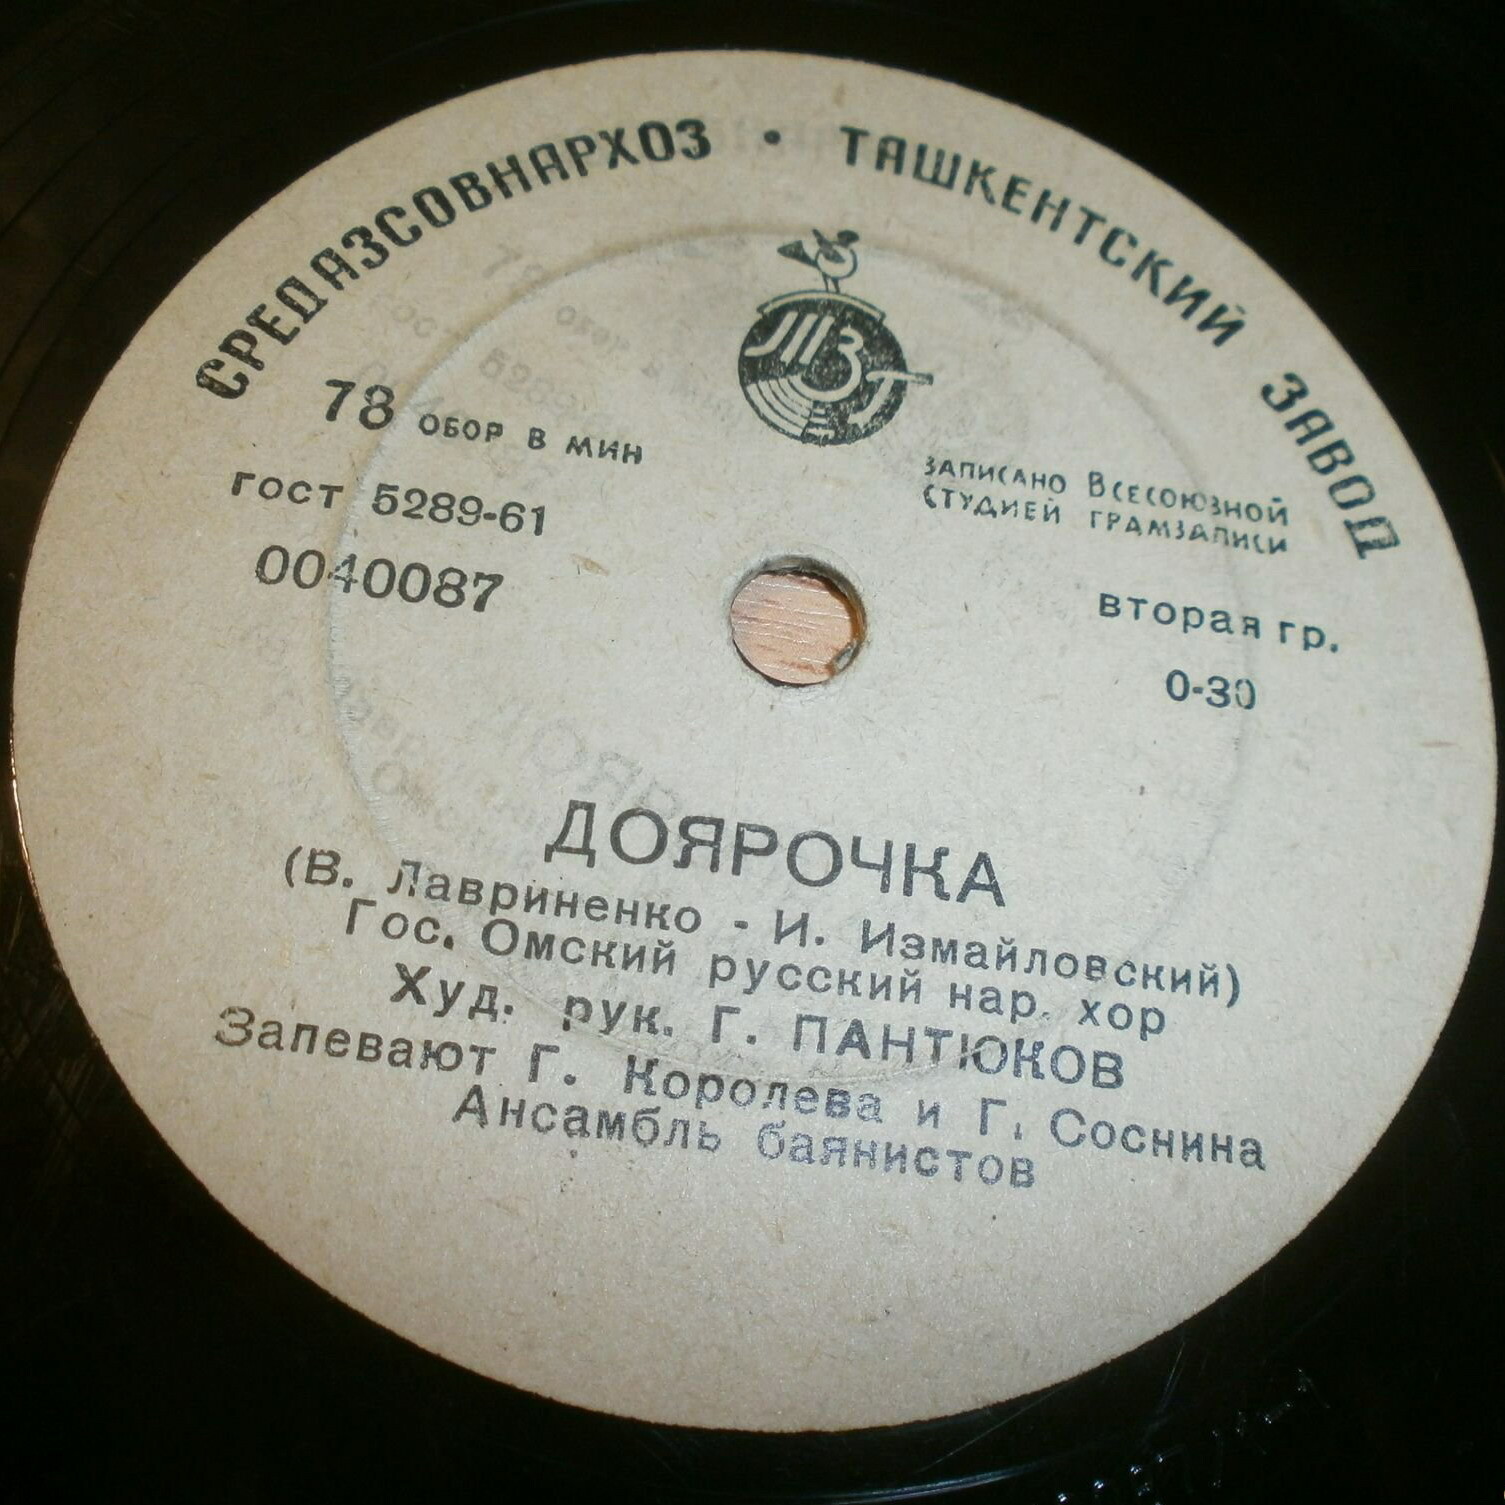 СРЕДАЗСОВНАРХОЗ • ТАШКЕНТСКИЙ ЗАВОД
ТЗГ
78 ОБОР В МИН
ГОСТ 5289-61
0040087
ЗАПИСАНО ВСЕСОЮЗНОЙ
СТУДИЕЙ ГРАМЗАПИСИ
вторая гр.
0-30
ДОЯРОЧКА
(В. Лавриненко - И. Измайловский)
Гос. Омский русский нар. хор
Худ. рук. Г. ПАНТЮКОВ
Запевают Г. Королева и Г. Соснина
Ансамбль баянистов